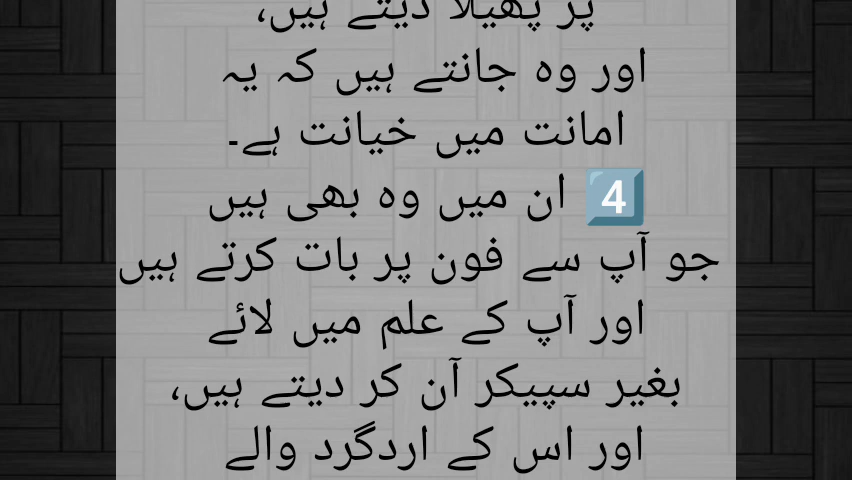 پر پھیلا دیتے ہیں،
اور وہ جانتے ہیں کہ یہ
امانت میں خیانت ہے۔
4️⃣ ان میں وہ بھی ہیں
جو آپ سے فون پر بات کرتے ہیں
اور آپ کے علم میں لائے
بغیر سپیکر آن کر دیتے ہیں،
اور اس کے اردگرد والے